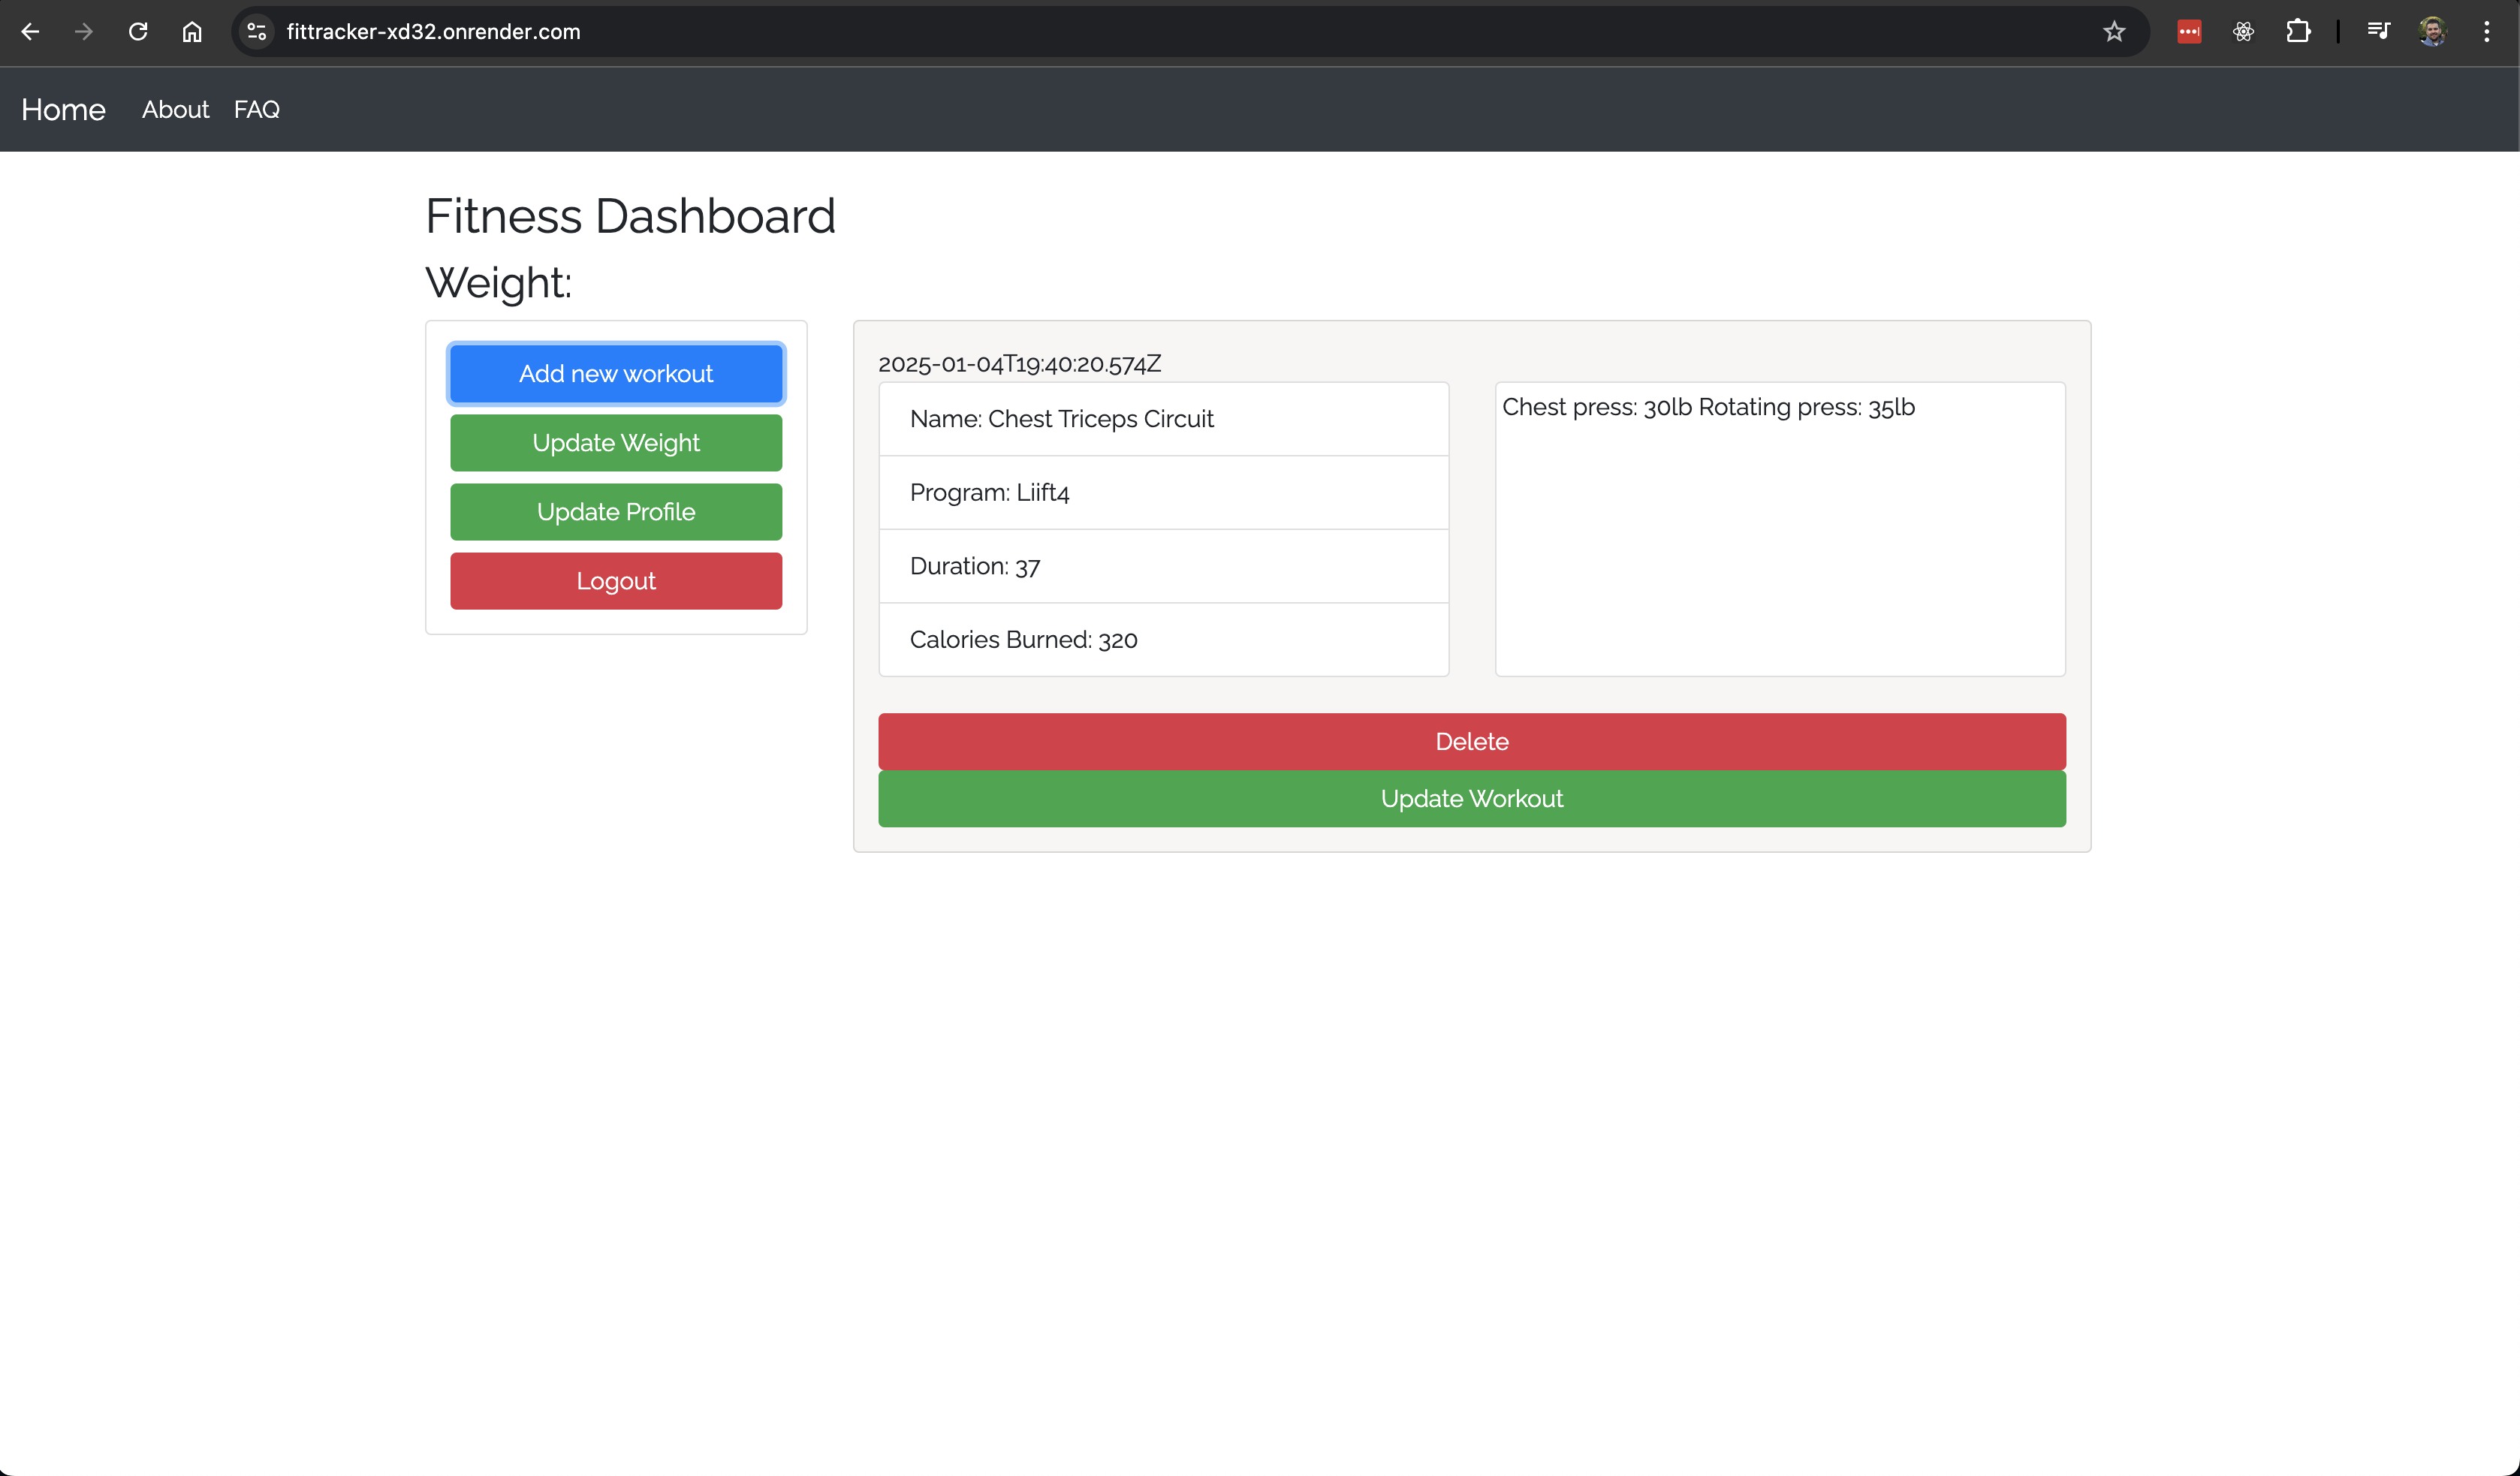 fittracker-xd32.onrender.com
Home About FAQ
Fitness Dashboard
Weight:
Add new workout
Update Weight
Update Profile
Logout
2025-01-04T19:40:20.574Z
Name: Chest Triceps Circuit
Program: Liift4
Duration: 37
Calories Burned: 320
Chest press: 30lb Rotating press: 35lb
Delete
Update Workout